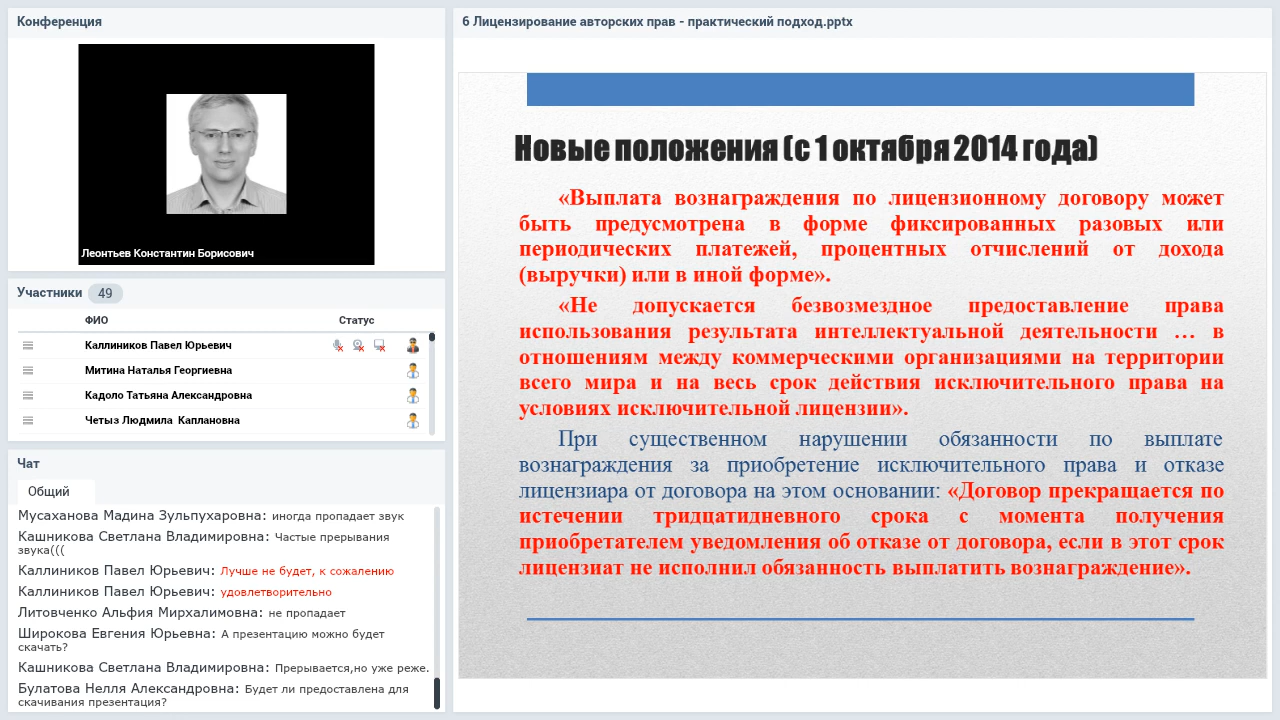 Конференция
Леонтьев Константин Борисович
Участники 49
ФИО Статус
Каллиников Павел Юрьевич
Митина Наталья Георгиевна
Кадоло Татьяна Александровна
Четыз Людмила Каплановна
Чат
Общий
Мусаханова Мадина Зульпухаровна: иногда пропадает звук
Кашникова Светлана Владимировна: Частые прерывания
звука(((
Каллиников Павел Юрьевич: Лучше не будет, к сожалению
Каллиников Павел Юрьевич: удовлетворительно
Литовченко Альфия Мирхалимовна: не пропадает
Широкова Евгения Юрьевна: А презентацию можно будет
скачать?
Кашникова Светлана Владимировна: Прерывается,но уже реже.
Булатова Нелля Александровна: Будет ли предоставлена для
скачивания презентация?
6 Лицензирование авторских прав - практический подход.pptx
Новые положения (с 1 октября 2014 года)
«Выплата вознаграждения по лицензионному договору может
быть предусмотрена в форме фиксированных разовых или
периодических платежей, процентных отчислений от дохода
(выручки) или в иной форме».
«Не допускается безвозмездное предоставление права
использования результата интеллектуальной деятельности … в
отношениям между коммерческими организациями на территории
всего мира и на весь срок действия исключительного права на
условиях исключительной лицензии».
При существенном нарушении обязанности по выплате
вознаграждения за приобретение исключительного права и отказе
лицензиара от договора на этом основании: «Договор прекращается по
истечении тридцатидневного срока с момента получения
приобретателем уведомления об отказе от договора, если в этот срок
лицензиат не исполнил обязанность выплатить вознаграждение».